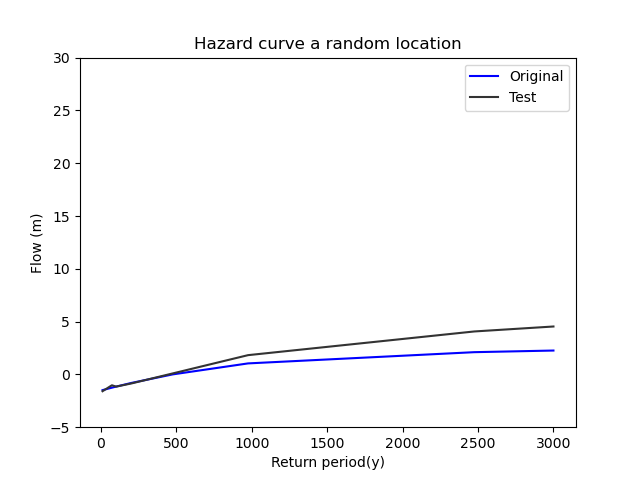 Hazard curve a random location
Original
Test
Flow (m)
30
25
20
15
10
5
0
−5
0 500 1000 1500 2000 2500 3000
Return period(y)